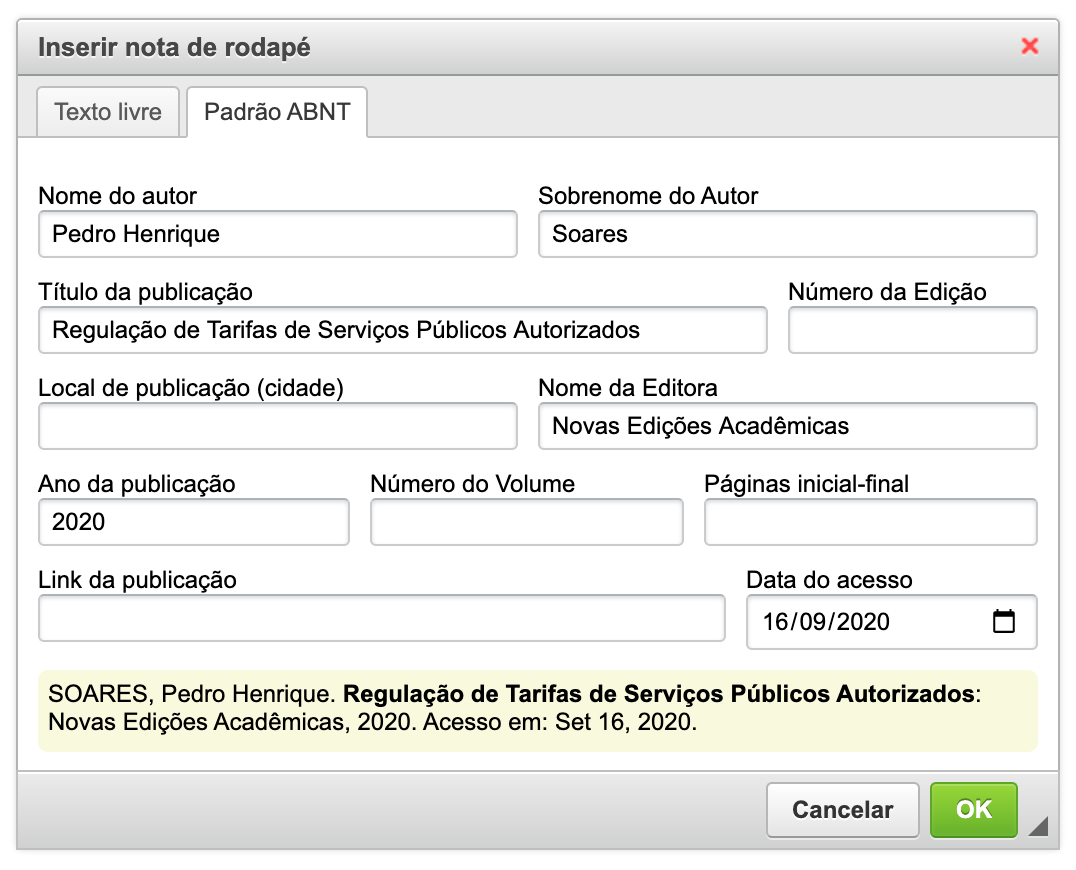 Inserir nota de rodapé
Texto livre Padrão ABNT
Nome do autor Sobrenome do Autor
Pedro Henrique Soares
Título da publicação Número da Edição
Regulação de Tarifas de Serviços Públicos Autorizados
Local de publicação (cidade) Nome da Editora
Novas Edições Acadêmicas
Ano da publicação Número do Volume Páginas inicial-final
2020
Link da publicação Data do acesso
16/09/2020
SOARES, Pedro Henrique. Regulação de Tarifas de Serviços Públicos Autorizados:
Novas Edições Acadêmicas, 2020. Acesso em: Set 16, 2020.
Cancelar OK